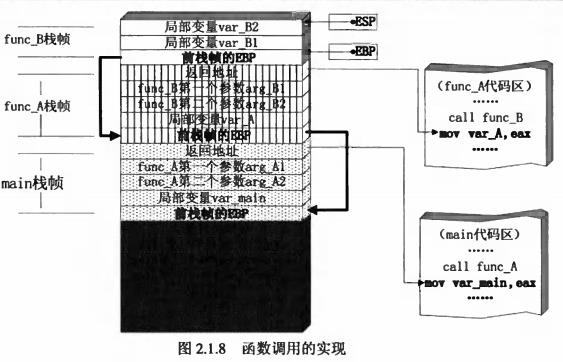 func_B栈帧
func_A栈帧
main栈帧
局部变量var_B2
局部变量var_B1
前栈帧的EBP
返回地址
func_B第一个参数arg_B1
func_B第二个参数arg_B2
局部变量var_A
前栈帧的EBP
返回地址
func_A第一个参数arg_A1
func_A第二个参数arg_A2
局部变量var_main
前栈帧的EBP
ESP
EBP
(func_A代码区)
······
call func_B
mov var_A,eax
······
(main代码区)
······
call func_A
mov var_main,eax
······
图 2.1.8 函数调用的实现